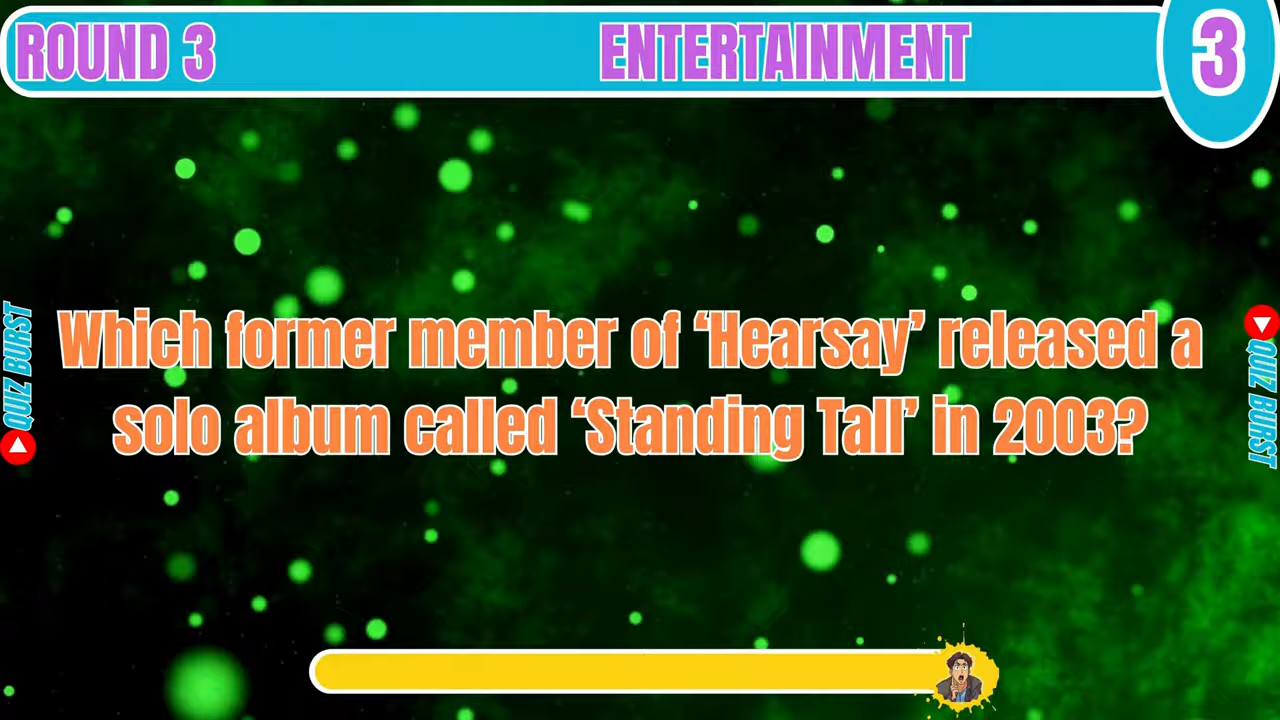 ROUND 3
ENTERTAINMENT
3
Which former member of ‘Hearsay’ released a
solo album called ‘Standing Tall’ in 2003?
QUIZ BURST
QUIZ BURST